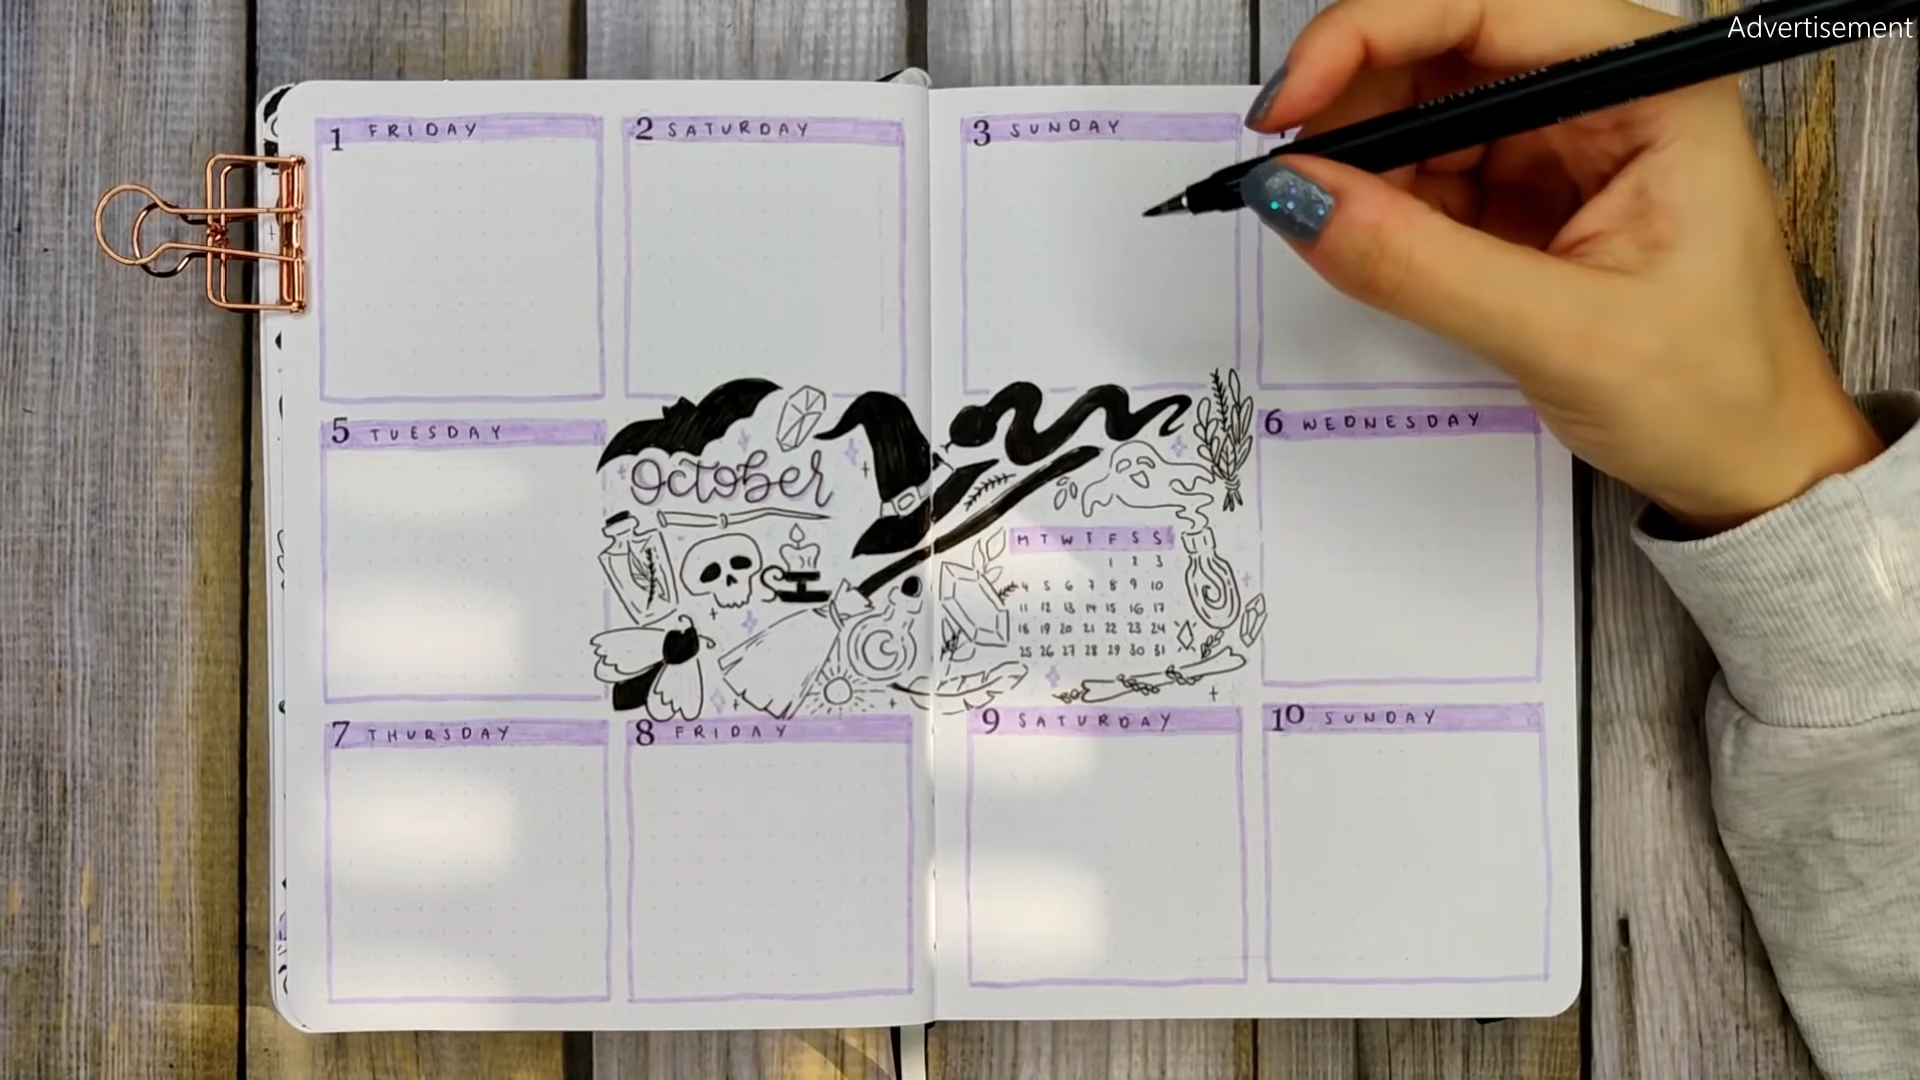 Advertisement
1 FRIDAY
2 SATURDAY
3 SUNDAY
5 TUESDAY
October
6 WEDNESDAY
M T W T F S S
1 2 3
4 5 6 7 8 9 10
11 12 13 14 15 16 17
18 19 20 21 22 23 24
25 26 27 28 29 30 31
7 THURSDAY
8 FRIDAY
9 SATURDAY
10 SUNDAY